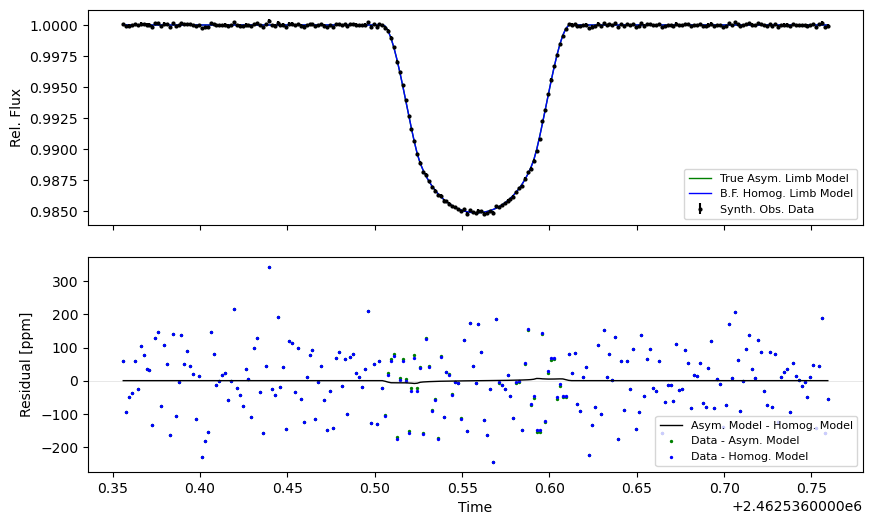 1.0000
0.9975
0.9950
0.9925
0.9900
0.9875
0.9850
Rel. Flux
True Asym. Limb Model
B.F. Homog. Limb Model
Synth. Obs. Data
300
200
100
0
−100
−200
Residual [ppm]
Asym. Model - Homog. Model
Data - Asym. Model
Data - Homog. Model
0.35 0.40 0.45 0.50 0.55 0.60 0.65 0.70 0.75
Time
+2.4625360000e6